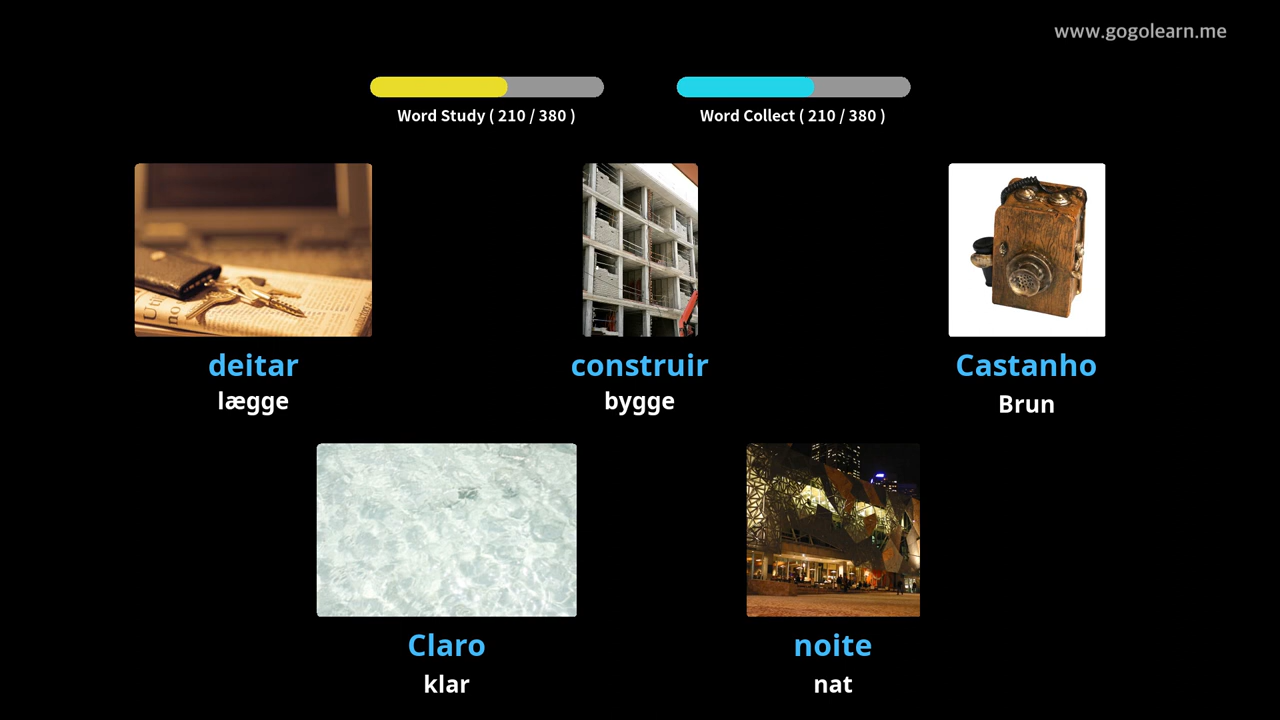 www.gogolearn.me
Word Study ( 210 / 380 )
Word Collect ( 210 / 380 )
deitar
lægge
construir
bygge
Castanho
Brun
Claro
klar
noite
nat